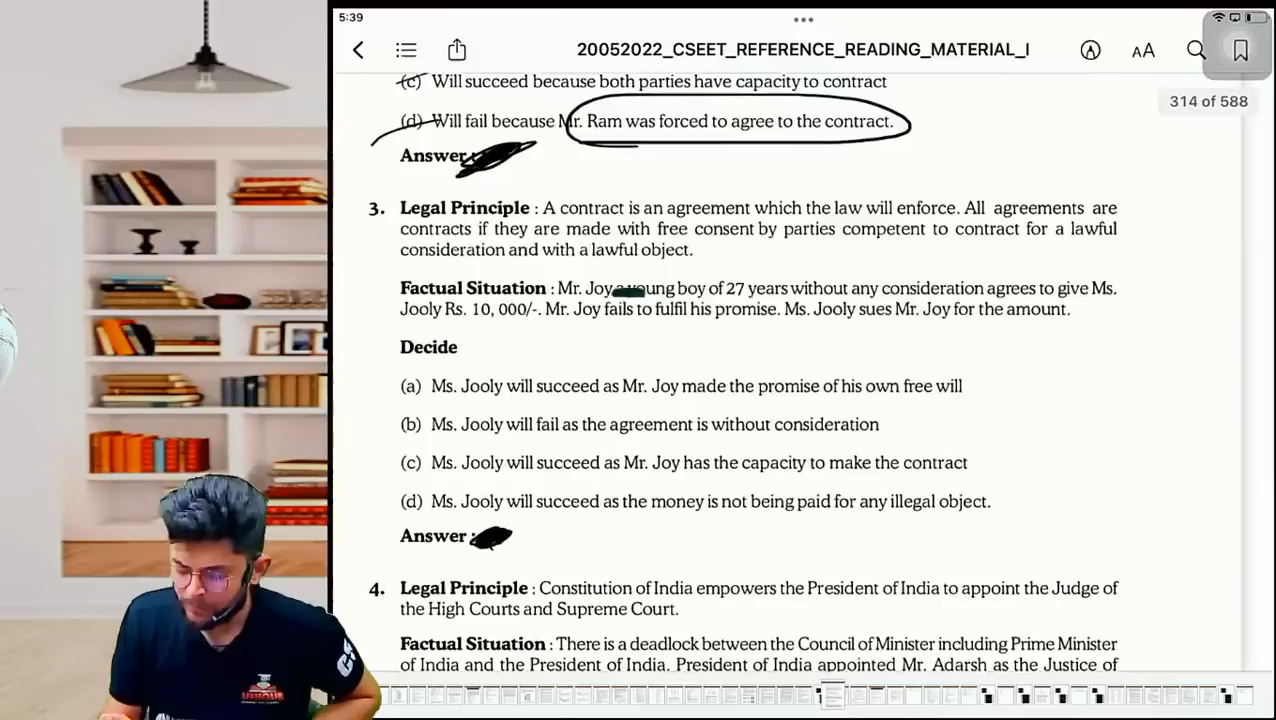 5:39
20052022_CSEET_REFERENCE_READING_MATERIAL_I
AA
314 of 588
(c) Will succeed because both parties have capacity to contract
(d) Will fail because Mr. Ram was forced to agree to the contract.
Answer :
3. Legal Principle : A contract is an agreement which the law will enforce. All agreements are
contracts if they are made with free consent by parties competent to contract for a lawful
consideration and with a lawful object.
Factual Situation : Mr. Joy a young boy of 27 years without any consideration agrees to give Ms.
Jooly Rs. 10, 000/-. Mr. Joy fails to fulfil his promise. Ms. Jooly sues Mr. Joy for the amount.
Decide
(a) Ms. Jooly will succeed as Mr. Joy made the promise of his own free will
(b) Ms. Jooly will fail as the agreement is without consideration
(c) Ms. Jooly will succeed as Mr. Joy has the capacity to make the contract
(d) Ms. Jooly will succeed as the money is not being paid for any illegal object.
Answer :
4. Legal Principle : Constitution of India empowers the President of India to appoint the Judge of
the High Courts and Supreme Court.
Factual Situation : There is a deadlock between the Council of Minister including Prime Minister
of India and the President of India. President of India appointed Mr. Adarsh as the Justice of
UNIQUE